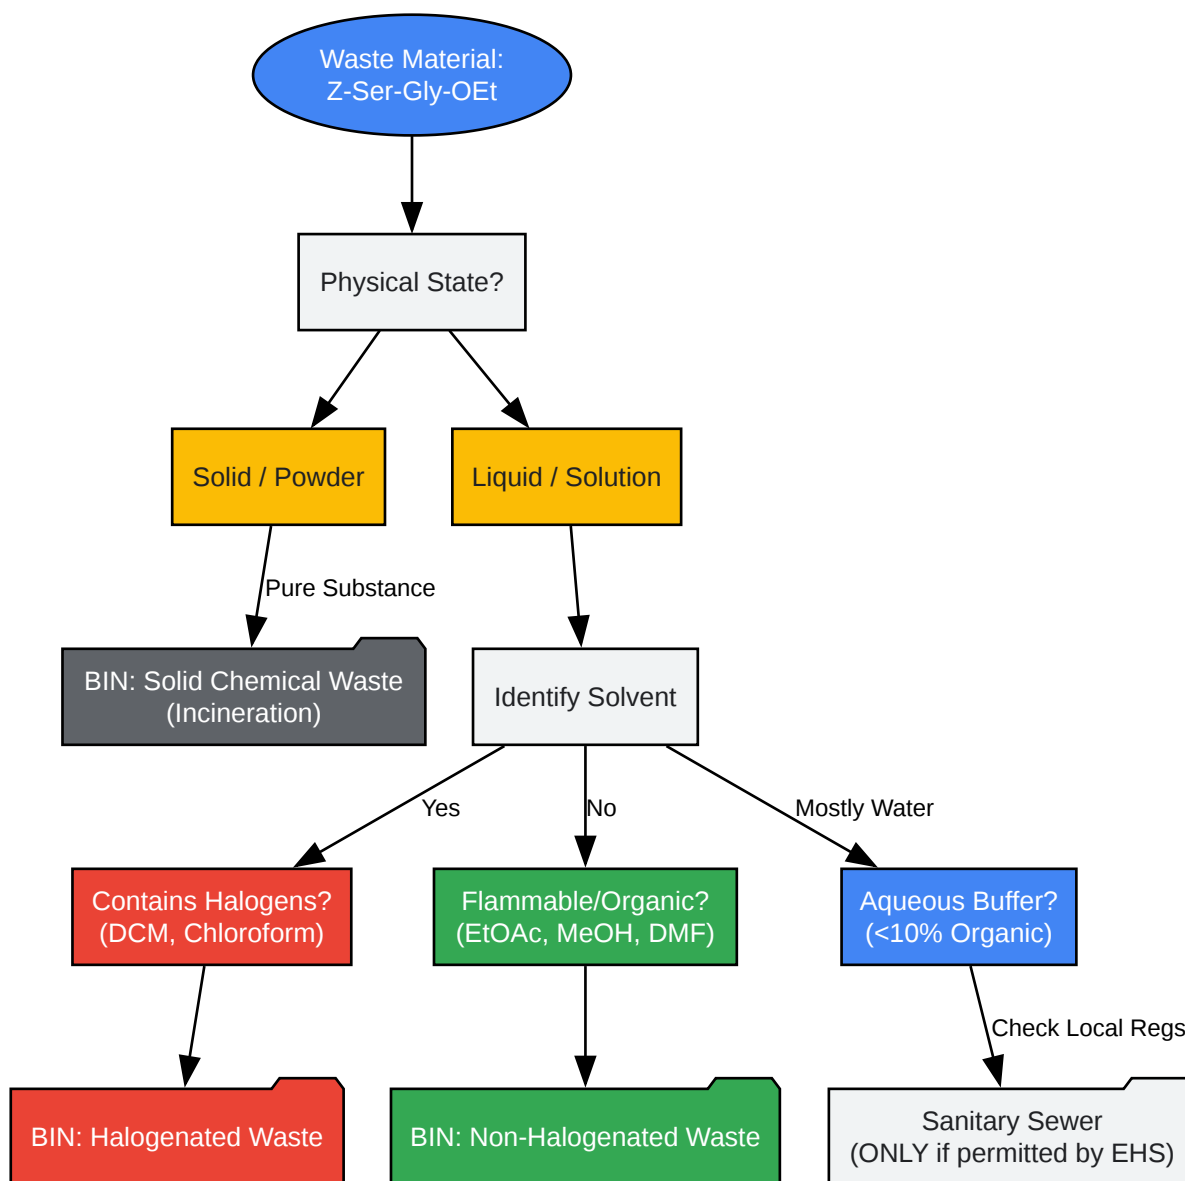 Waste Material:
Z-Ser-Gly-OEt
Physical State?
Solid / Powder
Liquid / Solution
Pure Substance
BIN: Solid Chemical Waste
(Incineration)
Identify Solvent
Yes
No
Mostly Water
Contains Halogens?
(DCM, Chloroform)
Flammable/Organic?
(EtOAc, MeOH, DMF)
Aqueous Buffer?
(<10% Organic)
Check Local Regs
BIN: Halogenated Waste
BIN: Non-Halogenated Waste
Sanitary Sewer
(ONLY if permitted by EHS)